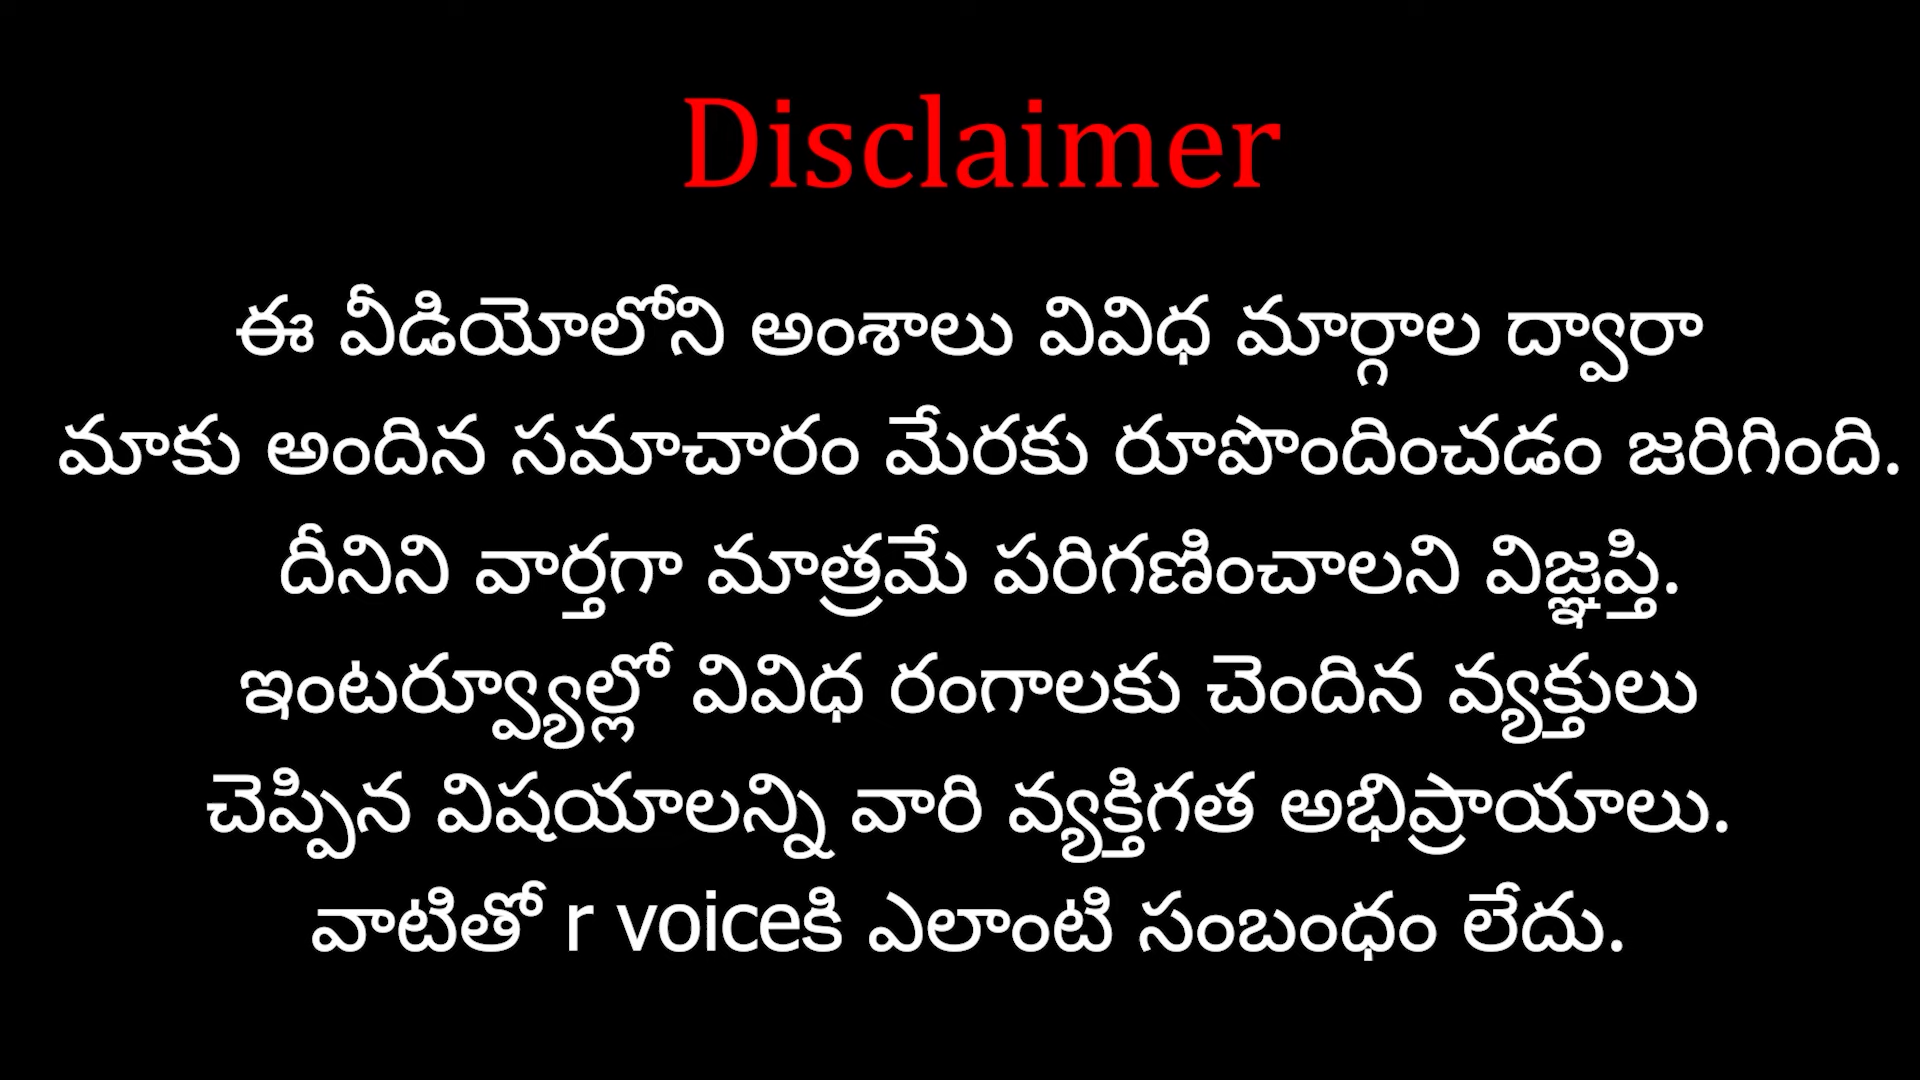 Disclaimer
ఈ వీడియోలోని అంశాలు వివిధ మార్గాల ద్వారా
మాకు అందిన సమాచారం మేరకు రూపొందించడం జరిగింది.
దీనిని వార్తగా మాత్రమే పరిగణించాలని విజ్ఞప్తి.
ఇంటర్వ్యూల్లో వివిధ రంగాలకు చెందిన వ్యక్తులు
చెప్పిన విషయాలన్ని వారి వ్యక్తిగత అభిప్రాయాలు.
వాటితో r voiceకి ఎలాంటి సంబంధం లేదు.